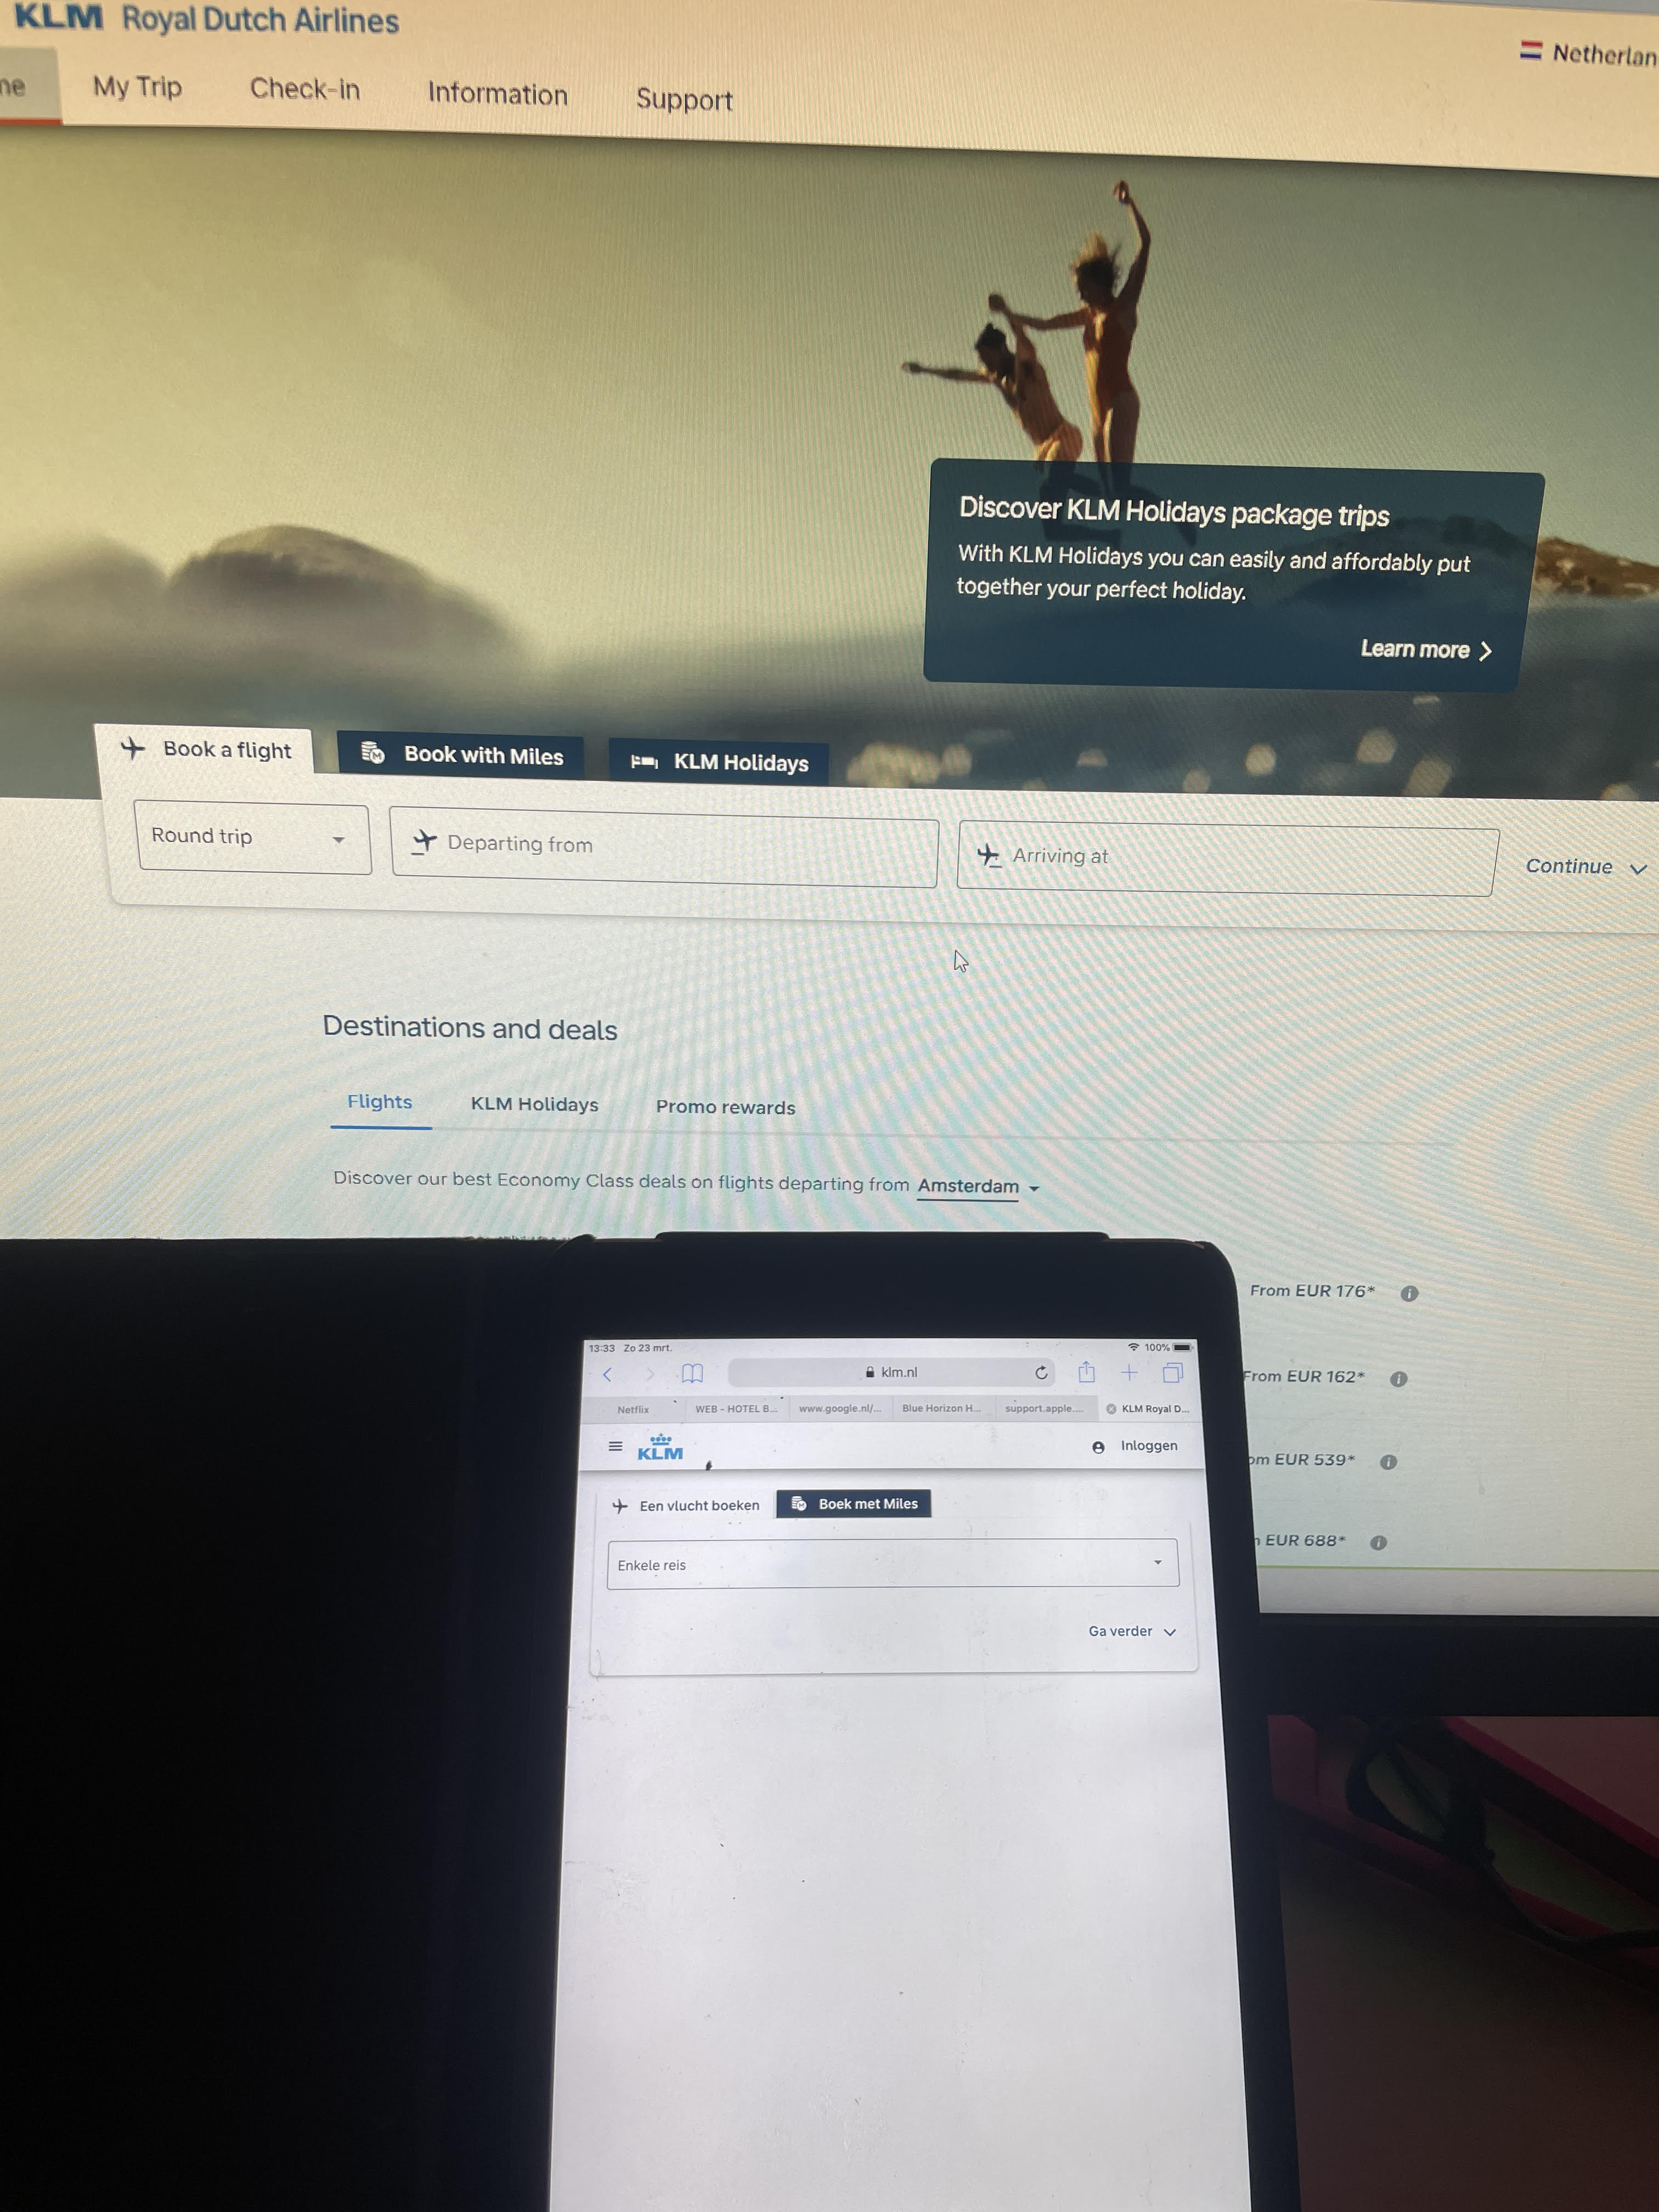 KLM Royal Dutch Airlines
Netherlan
me My Trip Check-in Information Support
Discover KLM Holidays package trips
With KLM Holidays you can easily and affordably put
together your perfect holiday.
Learn more
Book a flight Book with Miles KLM Holidays
Round trip Departing from Arriving at Continue
Destinations and deals
Flights KLM Holidays Promo rewards
Discover our best Economy Class deals on flights departing from Amsterdam
From EUR 176*
From EUR 162*
om EUR 539*
EUR 688*
13:33 Zo 23 mrt. 100%
klm.nl
Netflix WEB - HOTEL B... www.google.nl/... Blue Horizon H... support.apple.... KLM Royal D...
KLM Inloggen
Een vlucht boeken Boek met Miles
Enkele reis
Ga verder